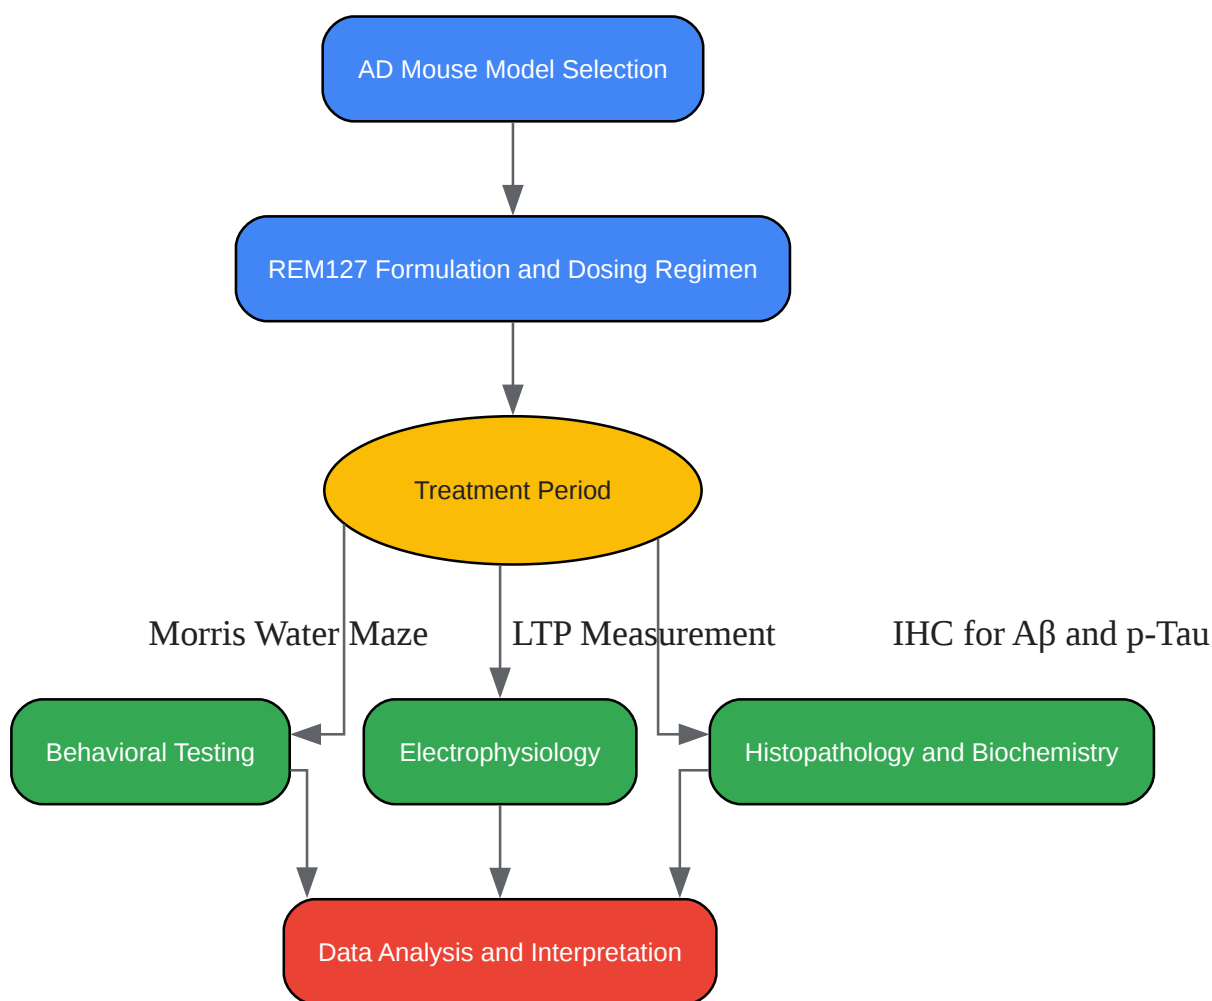 AD Mouse Model Selection
REM127 Formulation and Dosing Regimen
Treatment Period
Morris Water Maze
LTP Measurement
IHC for Aβ and p-Tau
Behavioral Testing
Electrophysiology
Histopathology and Biochemistry
Data Analysis and Interpretation